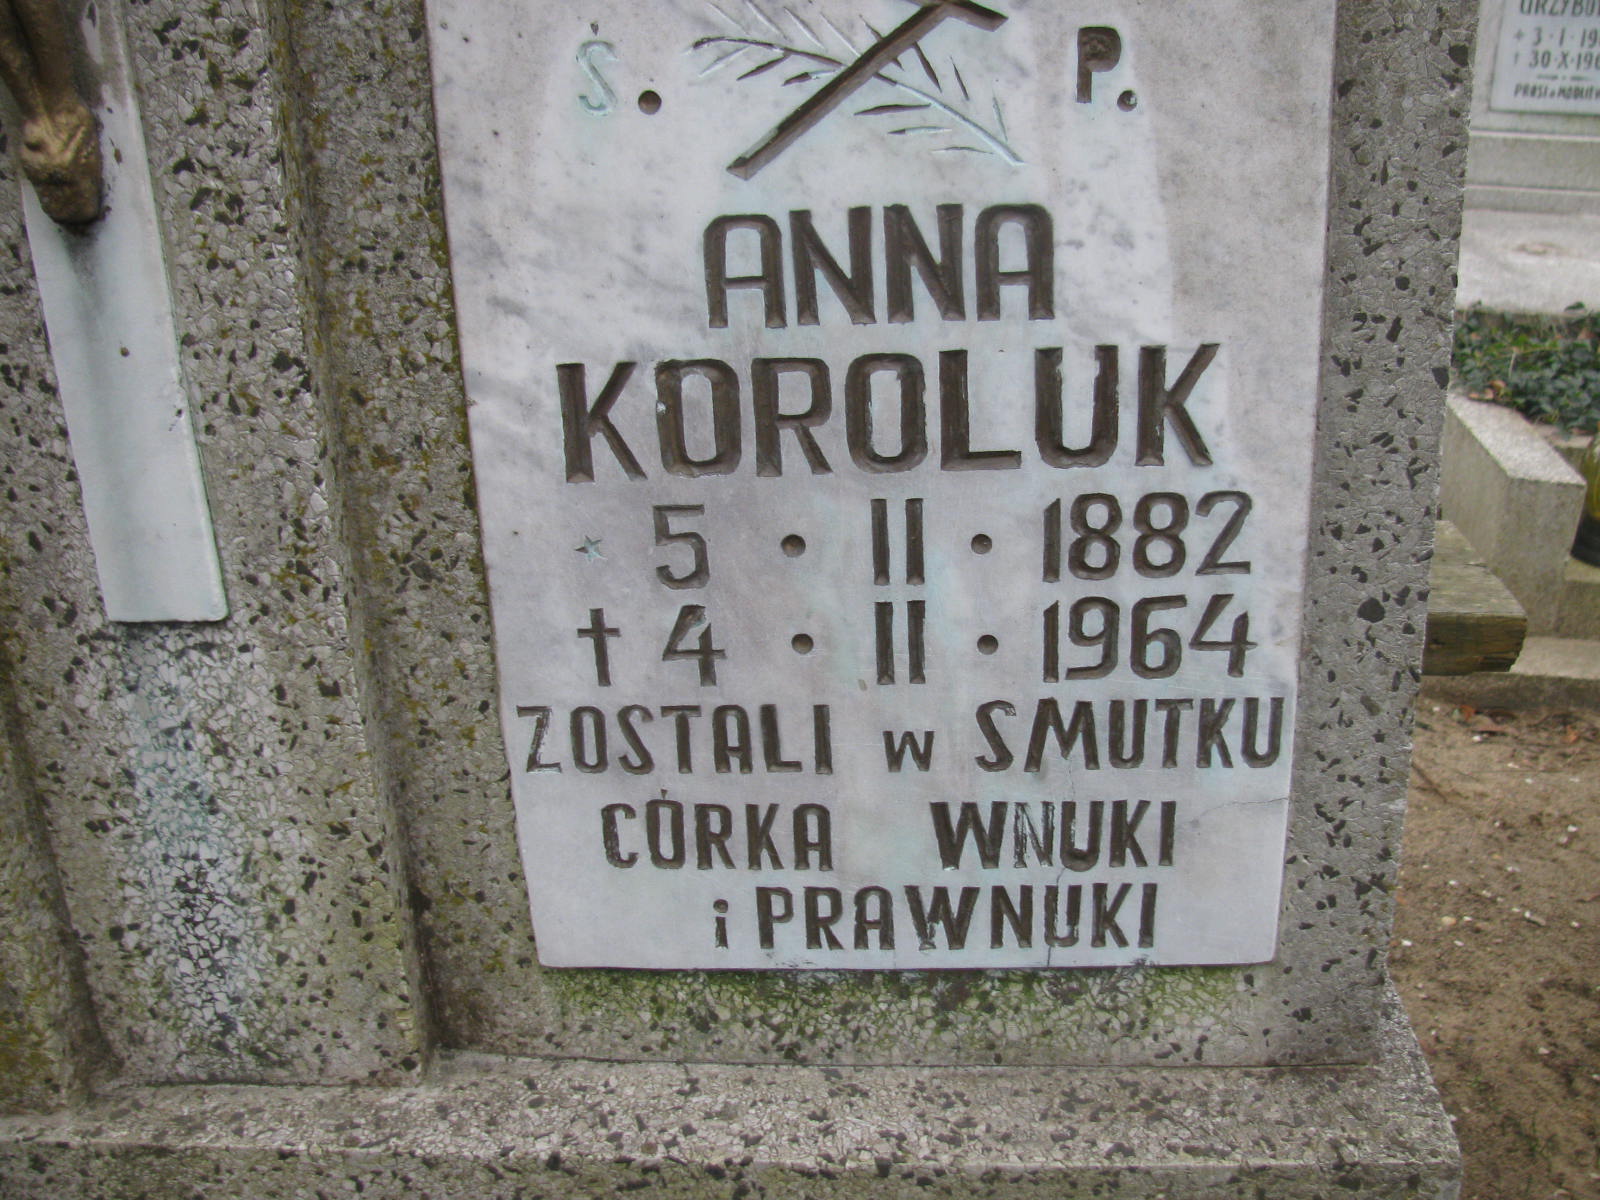 Ś. P.
ANNA
KOROLUK
* 5 • II • 1882
† 4 • II • 1964
ZOSTALI w SMUTKU
CÓRKA WNUKI
i PRAWNUKI